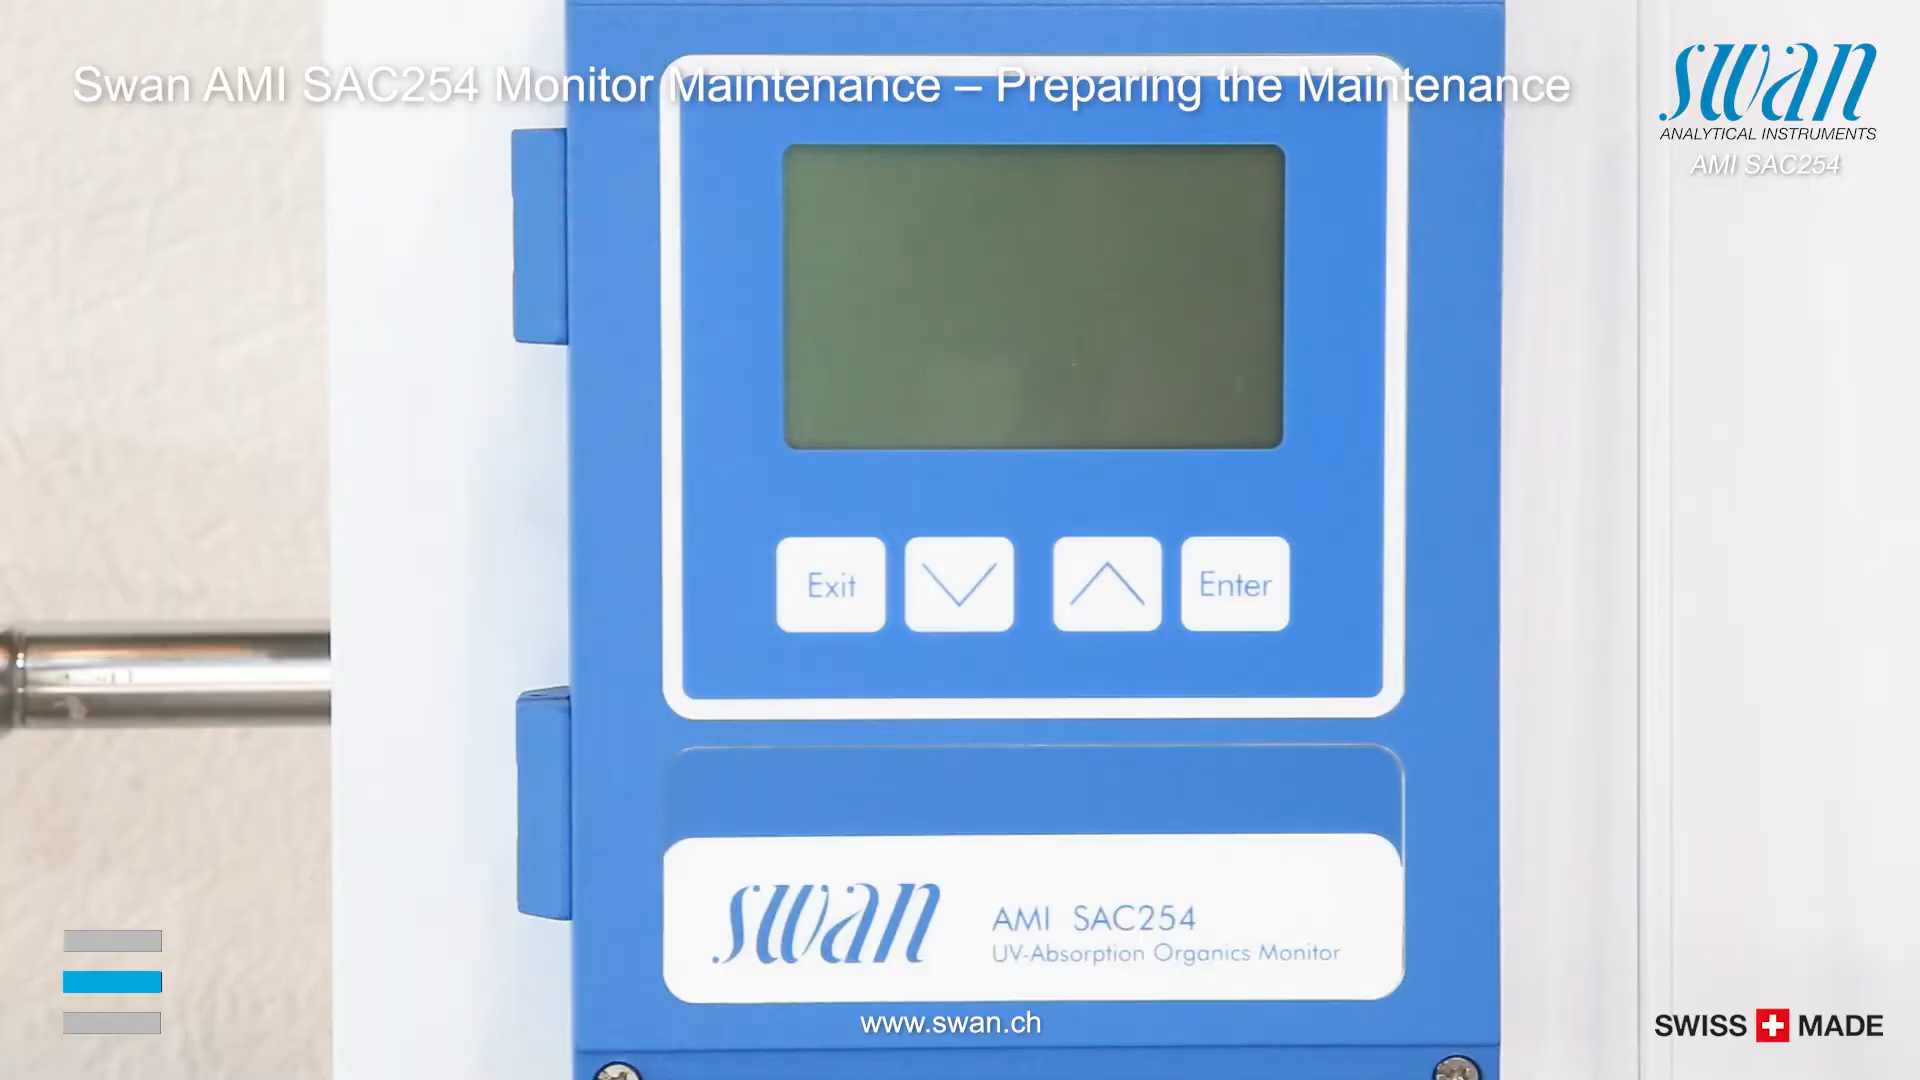 Swan AMI SAC254 Monitor Maintenance – Preparing the Maintenance
swan
ANALYTICAL INSTRUMENTS
AMI SAC254
Exit
Enter
swan
AMI SAC254
UV-Absorption Organics Monitor
www.swan.ch
SWISS MADE